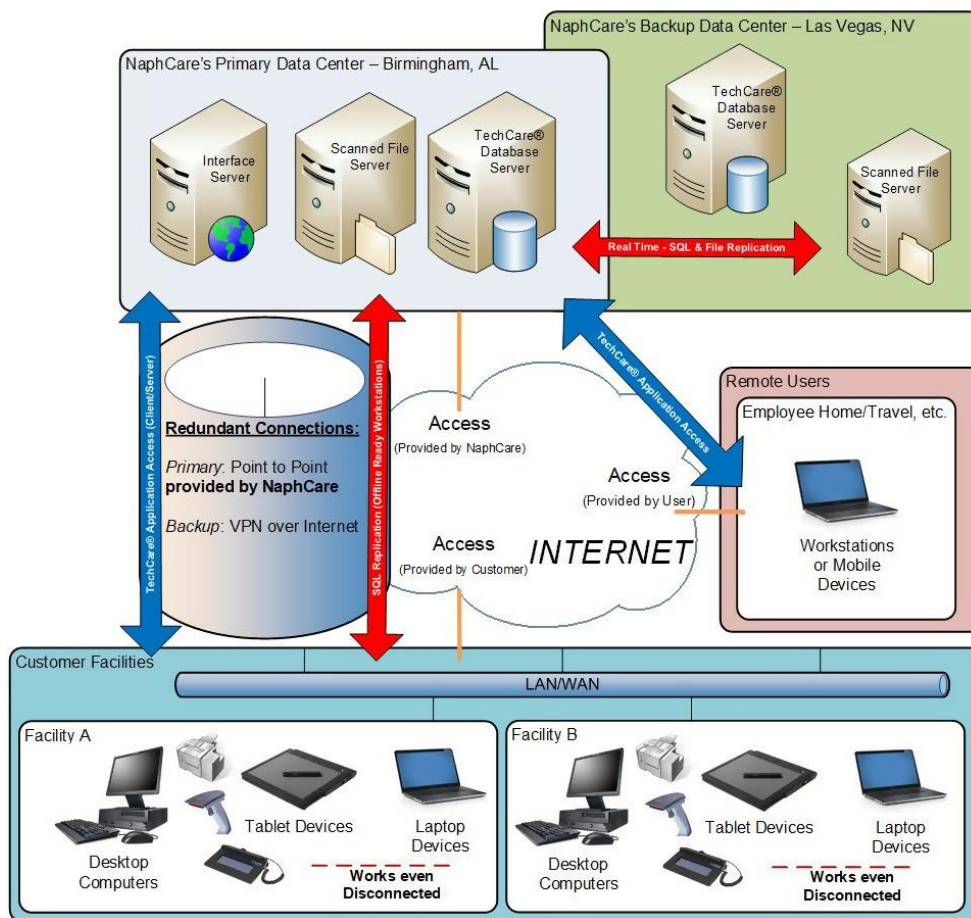 NaphCare's Backup Data Center – Las Vegas, NV
NaphCare's Primary Data Center – Birmingham, AL
TechCare®
Database
Server
Scanned File
Server
Interface
Server
Scanned File
Server
TechCare®
Database
Server
Real Time - SQL & File Replication
TechCare® Application Access (Client/Server)
Redundant Connections:
Primary: Point to Point
provided by NaphCare
Backup: VPN over Internet
SQL Replication (Offline Ready Workstations)
Access
(Provided by NaphCare)
TechCare® Application Access
Access
(Provided by User)
Access
(Provided by Customer)
INTERNET
Remote Users
Employee Home/Travel, etc.
Workstations
or Mobile
Devices
Customer Facilities
LAN/WAN
Facility A
Desktop
Computers
Tablet Devices
Laptop
Devices
Works even
Disconnected
Facility B
Desktop
Computers
Tablet Devices
Laptop
Devices
Works even
Disconnected